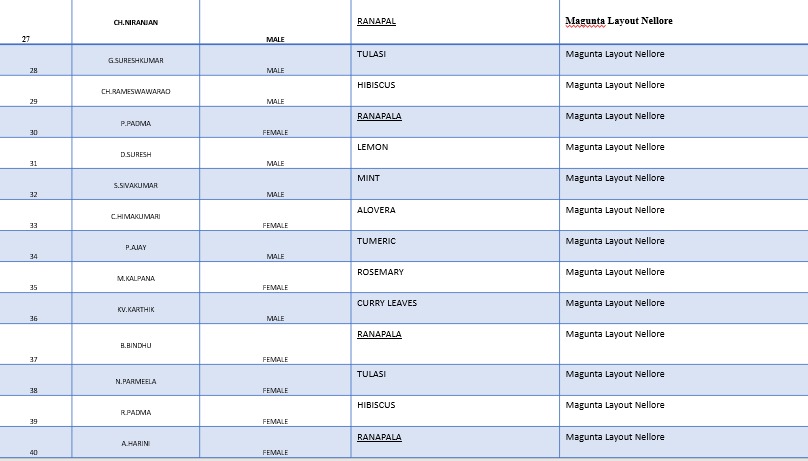 27 CH.NIRANJAN MALE RANAPAL Magunta Layout Nellore
28 G.SURESHKUMAR MALE TULASI Magunta Layout Nellore
29 CH.RAMESWAWARAO MALE HIBISCUS Magunta Layout Nellore
30 P.PADMA FEMALE RANAPALA Magunta Layout Nellore
31 D.SURESH MALE LEMON Magunta Layout Nellore
32 S.SIVAKUMAR MALE MINT Magunta Layout Nellore
33 C.HIMAKUMARI FEMALE ALOVERA Magunta Layout Nellore
34 P.AJAY MALE TUMERIC Magunta Layout Nellore
35 M.KALPANA FEMALE ROSEMARY Magunta Layout Nellore
36 KV.KARTHIK MALE CURRY LEAVES Magunta Layout Nellore
37 B.BINDHU FEMALE RANAPALA Magunta Layout Nellore
38 N.PARMEELA FEMALE TULASI Magunta Layout Nellore
39 R.PADMA FEMALE HIBISCUS Magunta Layout Nellore
40 A.HARINI FEMALE RANAPALA Magunta Layout Nellore